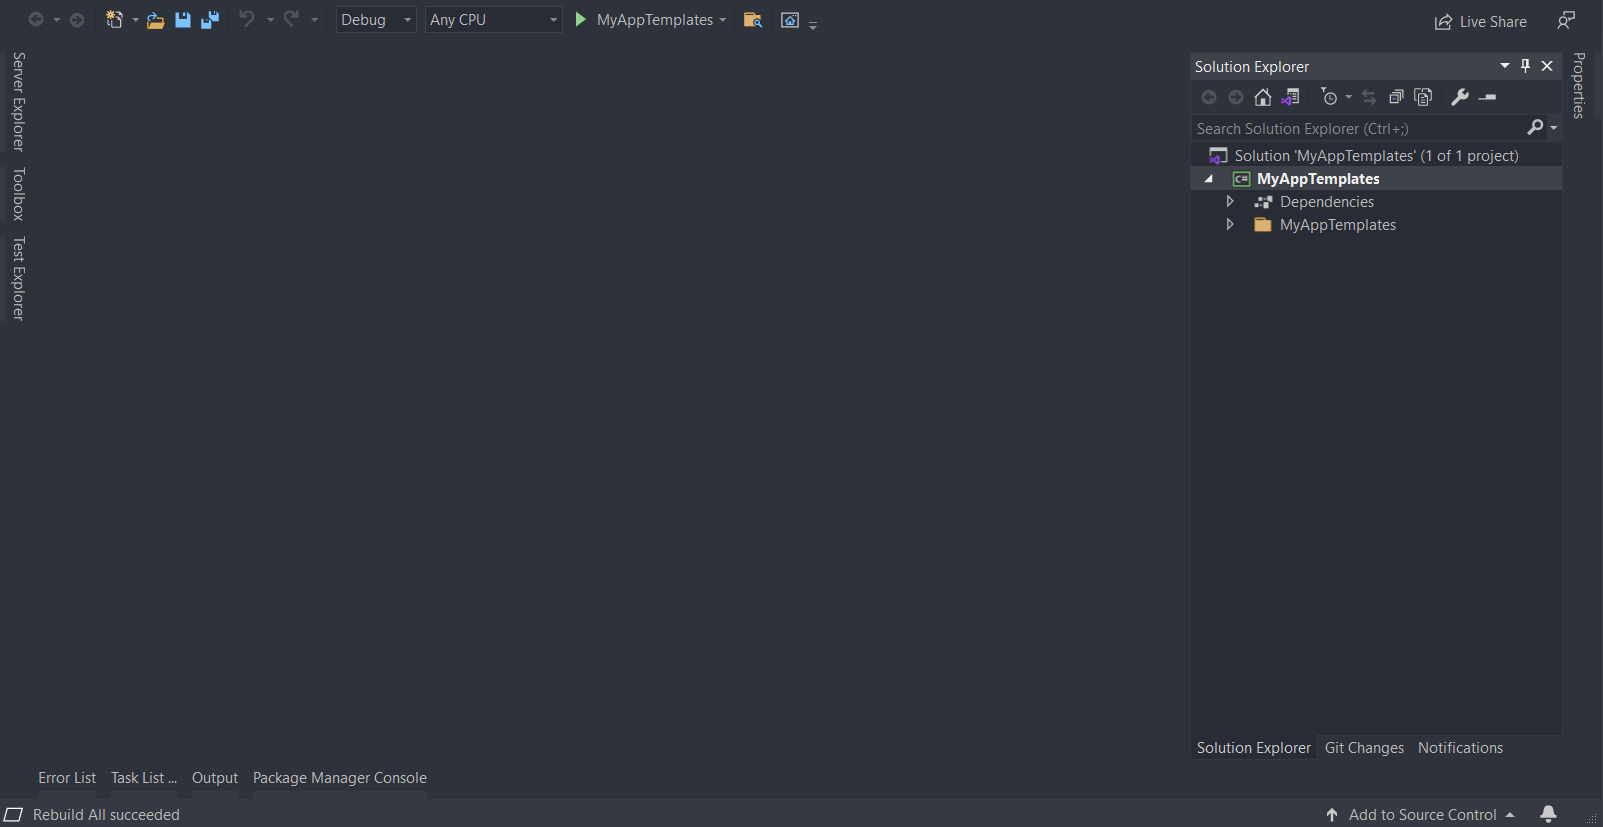 Debug
Any CPU
MyAppTemplates
Live Share
Server Explorer
Toolbox
Test Explorer
Solution Explorer
Search Solution Explorer (Ctrl+;)
Solution 'MyAppTemplates' (1 of 1 project)
C# MyAppTemplates
Dependencies
MyAppTemplates
Properties
Solution Explorer Git Changes Notifications
Error List Task List ... Output Package Manager Console
Rebuild All succeeded
Add to Source Control